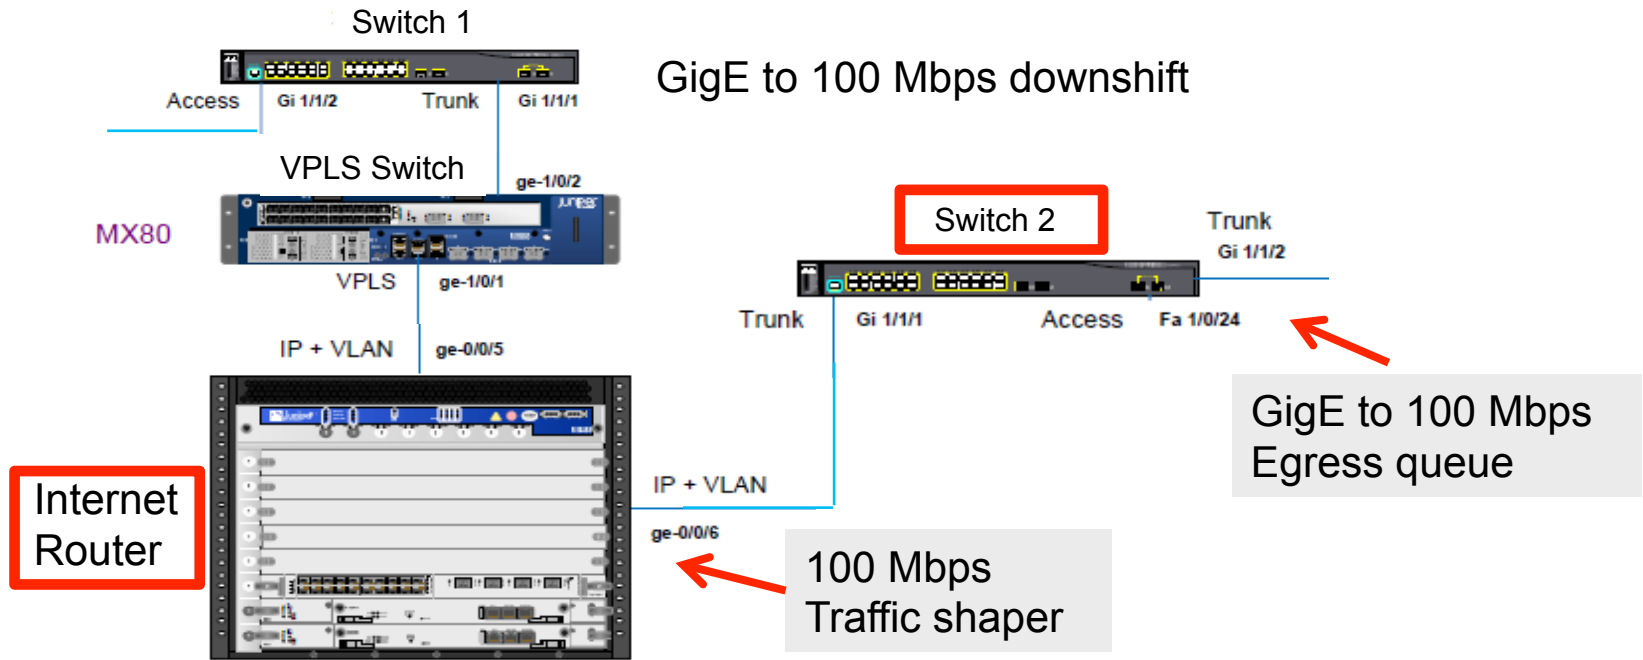 Switch 1
GigE to 100 Mbps downshift
Access
Gi 1/1/2
Trunk
Gi 1/1/1
VPLS Switch
ge-1/0/2
JUNIPER
MX80
VPLS
ge-1/0/1
Switch 2
Trunk
Gi 1/1/2
Trunk
Gi 1/1/1
Access
Fa 1/0/24
IP + VLAN
ge-0/0/5
GigE to 100 Mbps
Egress queue
Internet
Router
IP + VLAN
ge-0/0/6
100 Mbps
Traffic shaper